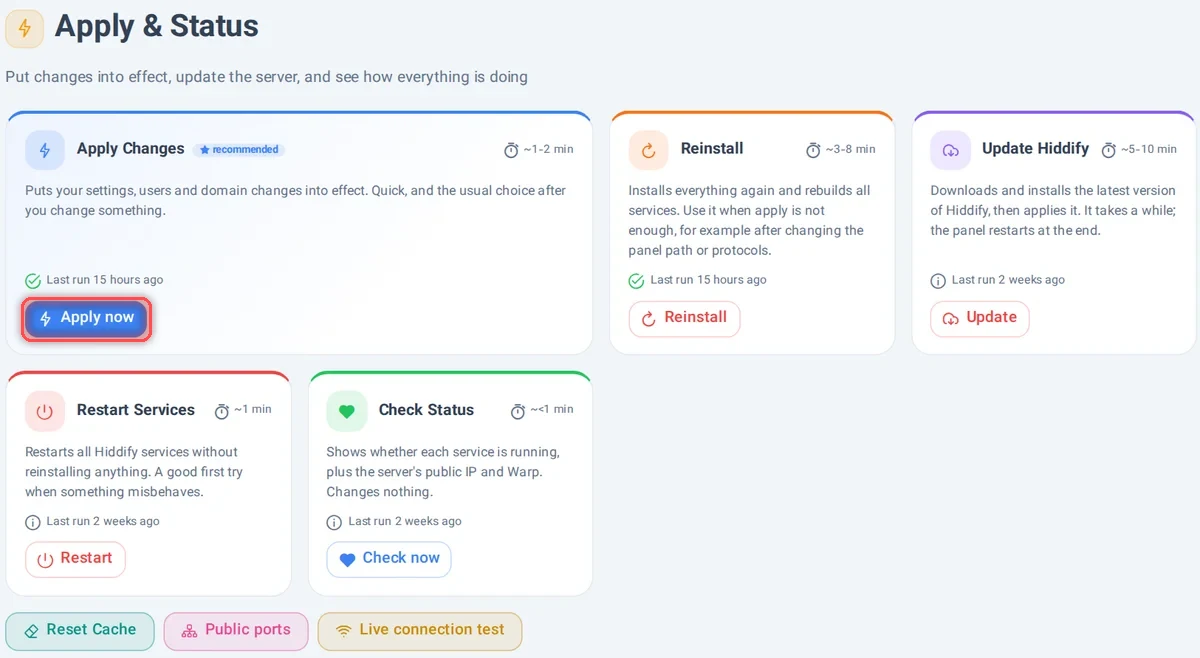 Apply & Status
Put changes into effect, update the server, and see how everything is doing
Apply Changes
recommended
~1-2 min
Puts your settings, users and domain changes into effect. Quick, and the usual choice after
you change something.
Last run 15 hours ago
Apply now
Reinstall
~3-8 min
Installs everything again and rebuilds all
services. Use it when apply is not
enough, for example after changing the
panel path or protocols.
Last run 15 hours ago
Reinstall
Update Hiddify
~5-10 min
Downloads and installs the latest version
of Hiddify, then applies it. It takes a while;
the panel restarts at the end.
Last run 2 weeks ago
Update
Restart Services
~1 min
Restarts all Hiddify services without
reinstalling anything. A good first try
when something misbehaves.
Last run 2 weeks ago
Restart
Check Status
~<1 min
Shows whether each service is running,
plus the server's public IP and Warp.
Changes nothing.
Last run 2 weeks ago
Check now
Reset Cache
Public ports
Live connection test